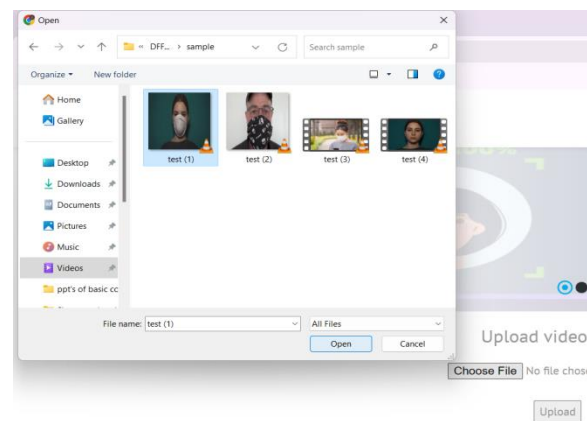 Open
DFF... > sample
Search sample
Organize
New folder
Home
Gallery
test (1)
test (2)
test (3)
test (4)
Desktop
Downloads
Documents
Pictures
Music
Videos
ppt's of basic cc
File name: test (1)
All Files
Open
Cancel
Upload video
Choose File No file chose
Upload